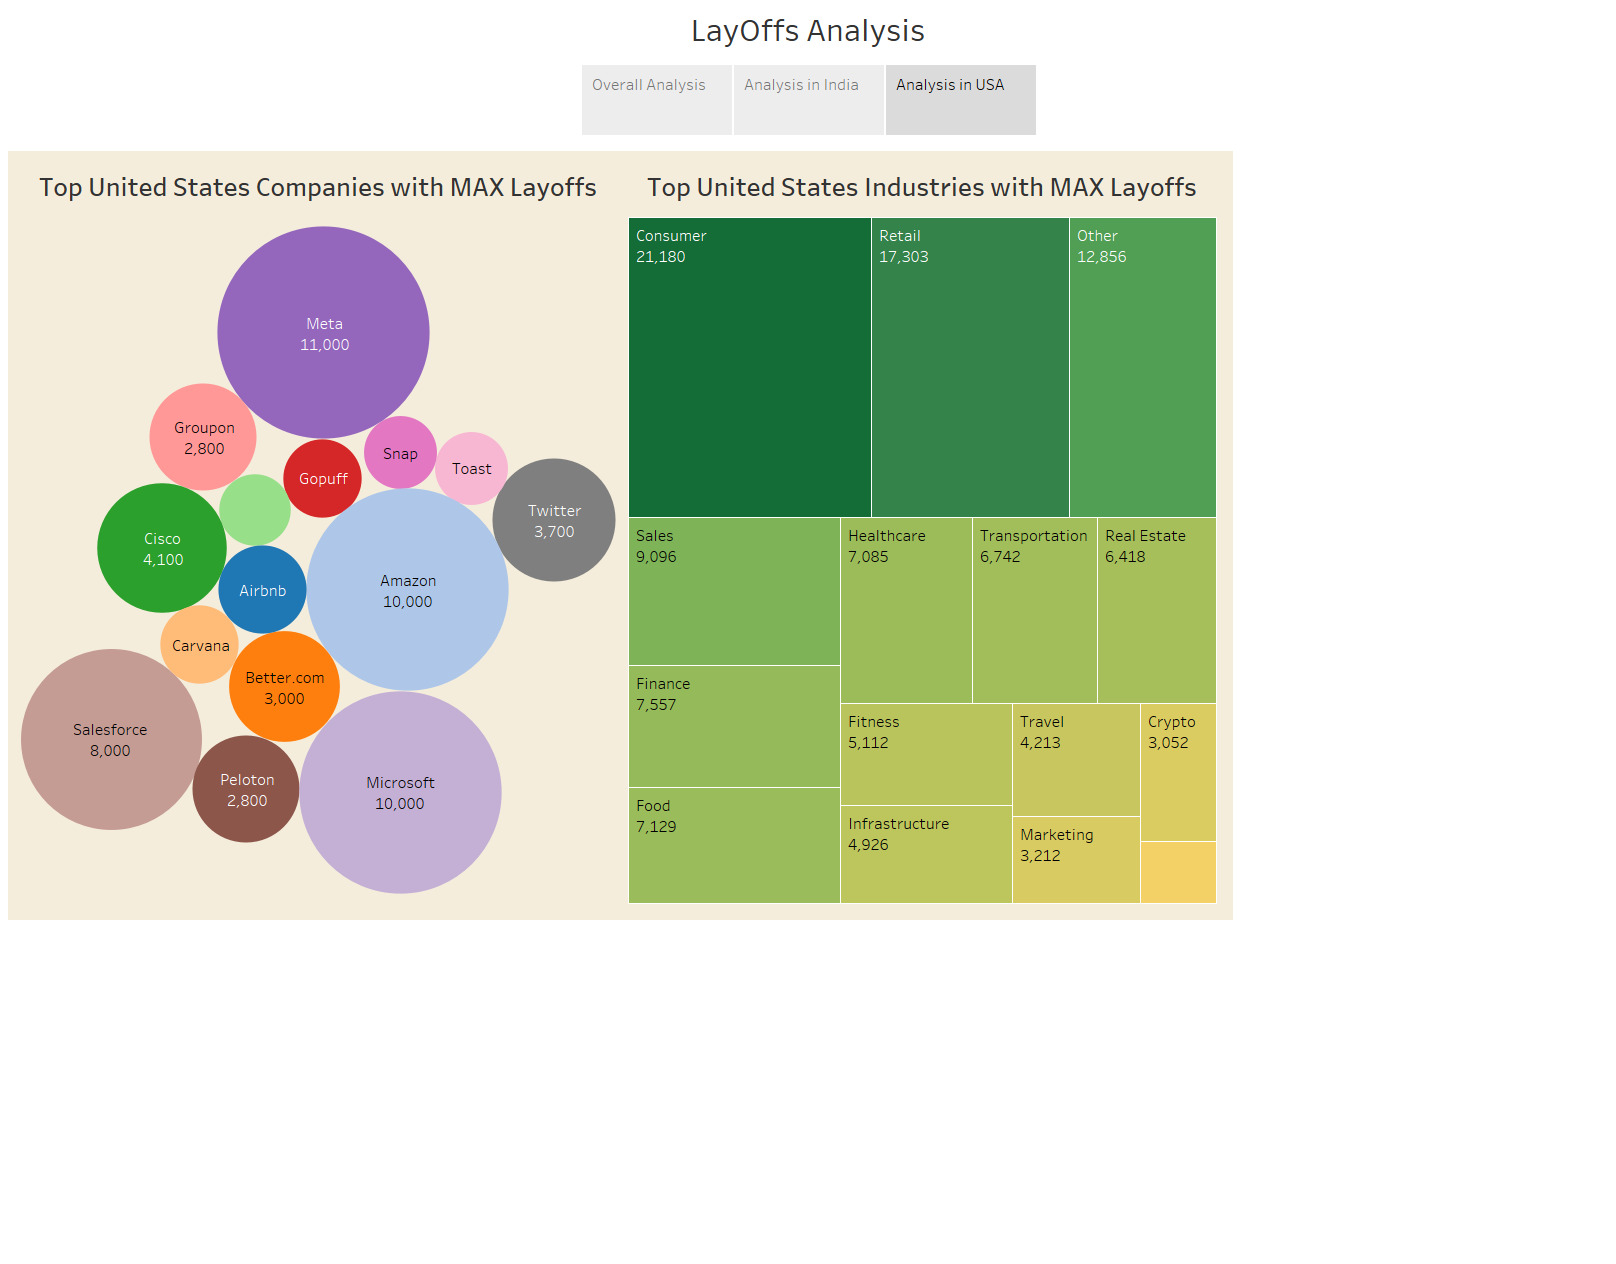 LayOffs Analysis
Overall Analysis
Analysis in India
Analysis in USA
Top United States Companies with MAX Layoffs
Meta
11,000
Groupon
2,800
Snap
Toast
Gopuff
Twitter
3,700
Cisco
4,100
Amazon
10,000
Airbnb
Carvana
Better.com
3,000
Salesforce
8,000
Peloton
2,800
Microsoft
10,000
Top United States Industries with MAX Layoffs
Consumer
21,180
Retail
17,303
Other
12,856
Sales
9,096
Healthcare
7,085
Transportation
6,742
Real Estate
6,418
Finance
7,557
Fitness
5,112
Travel
4,213
Crypto
3,052
Food
7,129
Infrastructure
4,926
Marketing
3,212